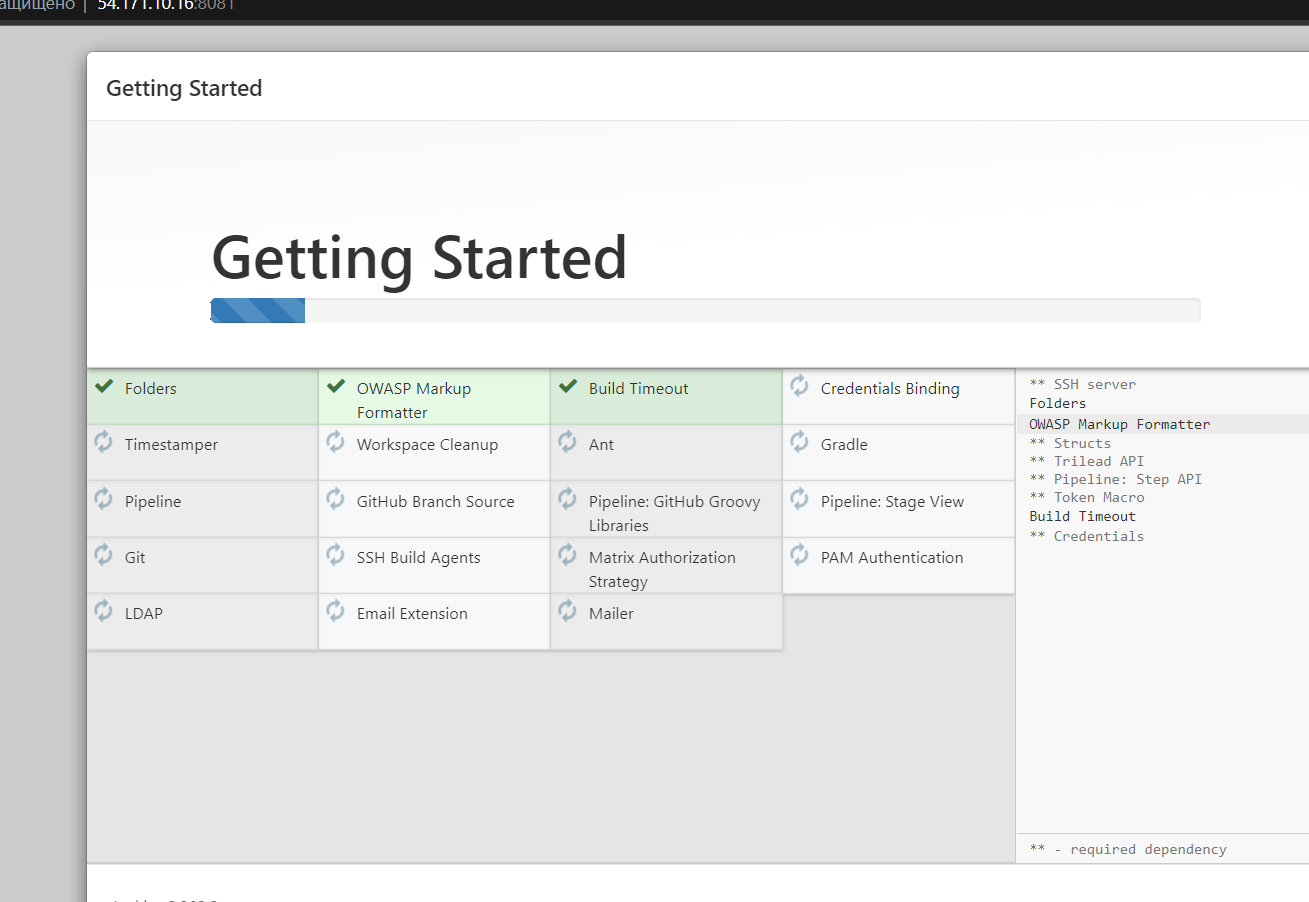 ащищено | 54.171.10.16:8081
Getting Started
Getting Started
Folders
OWASP Markup
Formatter
Build Timeout
Credentials Binding
Timestamper
Workspace Cleanup
Ant
Gradle
Pipeline
GitHub Branch Source
Pipeline: GitHub Groovy
Libraries
Pipeline: Stage View
Git
SSH Build Agents
Matrix Authorization
Strategy
PAM Authentication
LDAP
Email Extension
Mailer
** SSH server
Folders
OWASP Markup Formatter
** Structs
** Trilead API
** Pipeline: Step API
** Token Macro
Build Timeout
** Credentials
** - required dependency